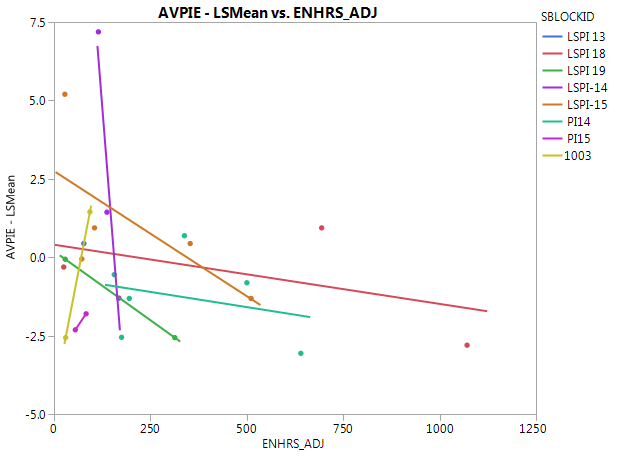 AVPIE - LSMean vs. ENHRS_ADJ
SBLOCKID
LSPI 13
LSPI 18
LSPI 19
LSPI-14
LSPI-15
PI14
PI15
1003
AVPIE - LSMean
7.5
5.0
2.5
0.0
-2.5
-5.0
0 250 500 750 1000 1250
ENHRS_ADJ